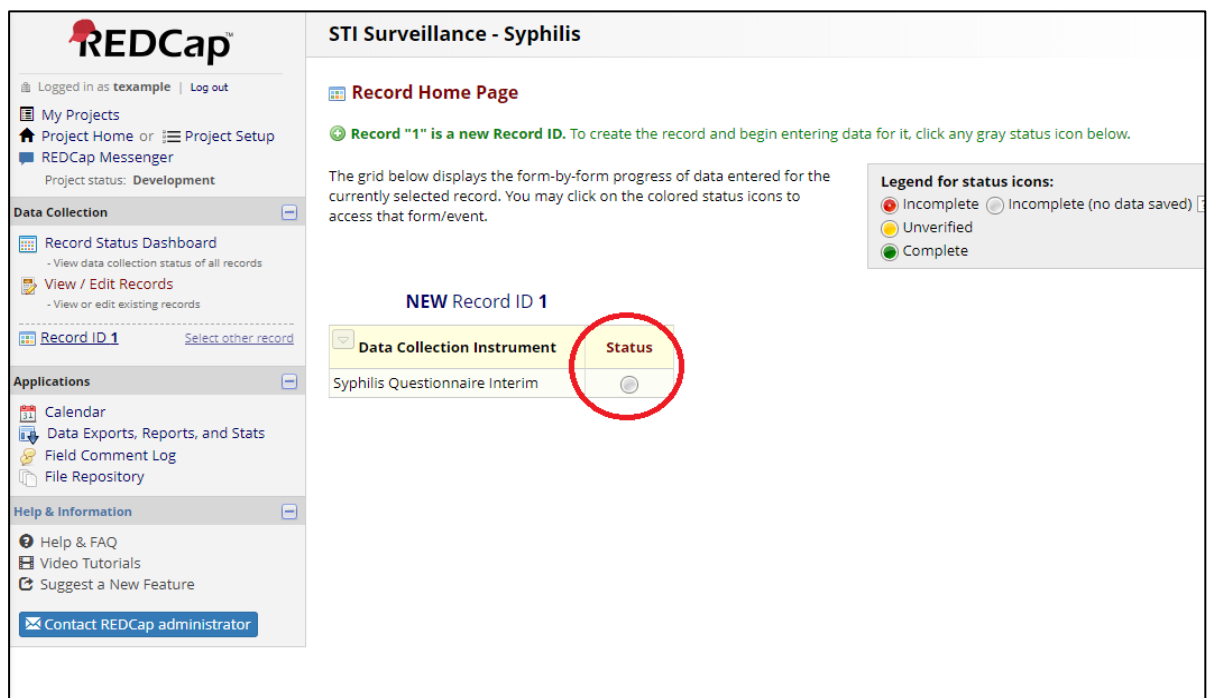 REDCap™
Logged in as texample | Log out
My Projects
Project Home or Project Setup
REDCap Messenger
Project status: Development
Data Collection
Record Status Dashboard
- View data collection status of all records
View / Edit Records
- View or edit existing records
Record ID 1 Select other record
Applications
31 Calendar
Data Exports, Reports, and Stats
Field Comment Log
File Repository
Help & Information
Help & FAQ
Video Tutorials
Suggest a New Feature
Contact REDCap administrator
STI Surveillance - Syphilis
Record Home Page
Record "1" is a new Record ID. To create the record and begin entering data for it, click any gray status icon below.
The grid below displays the form-by-form progress of data entered for the
currently selected record. You may click on the colored status icons to
access that form/event.
Legend for status icons:
Incomplete Incomplete (no data saved)
Unverified
Complete
NEW Record ID 1
Data Collection Instrument Status
Syphilis Questionnaire Interim